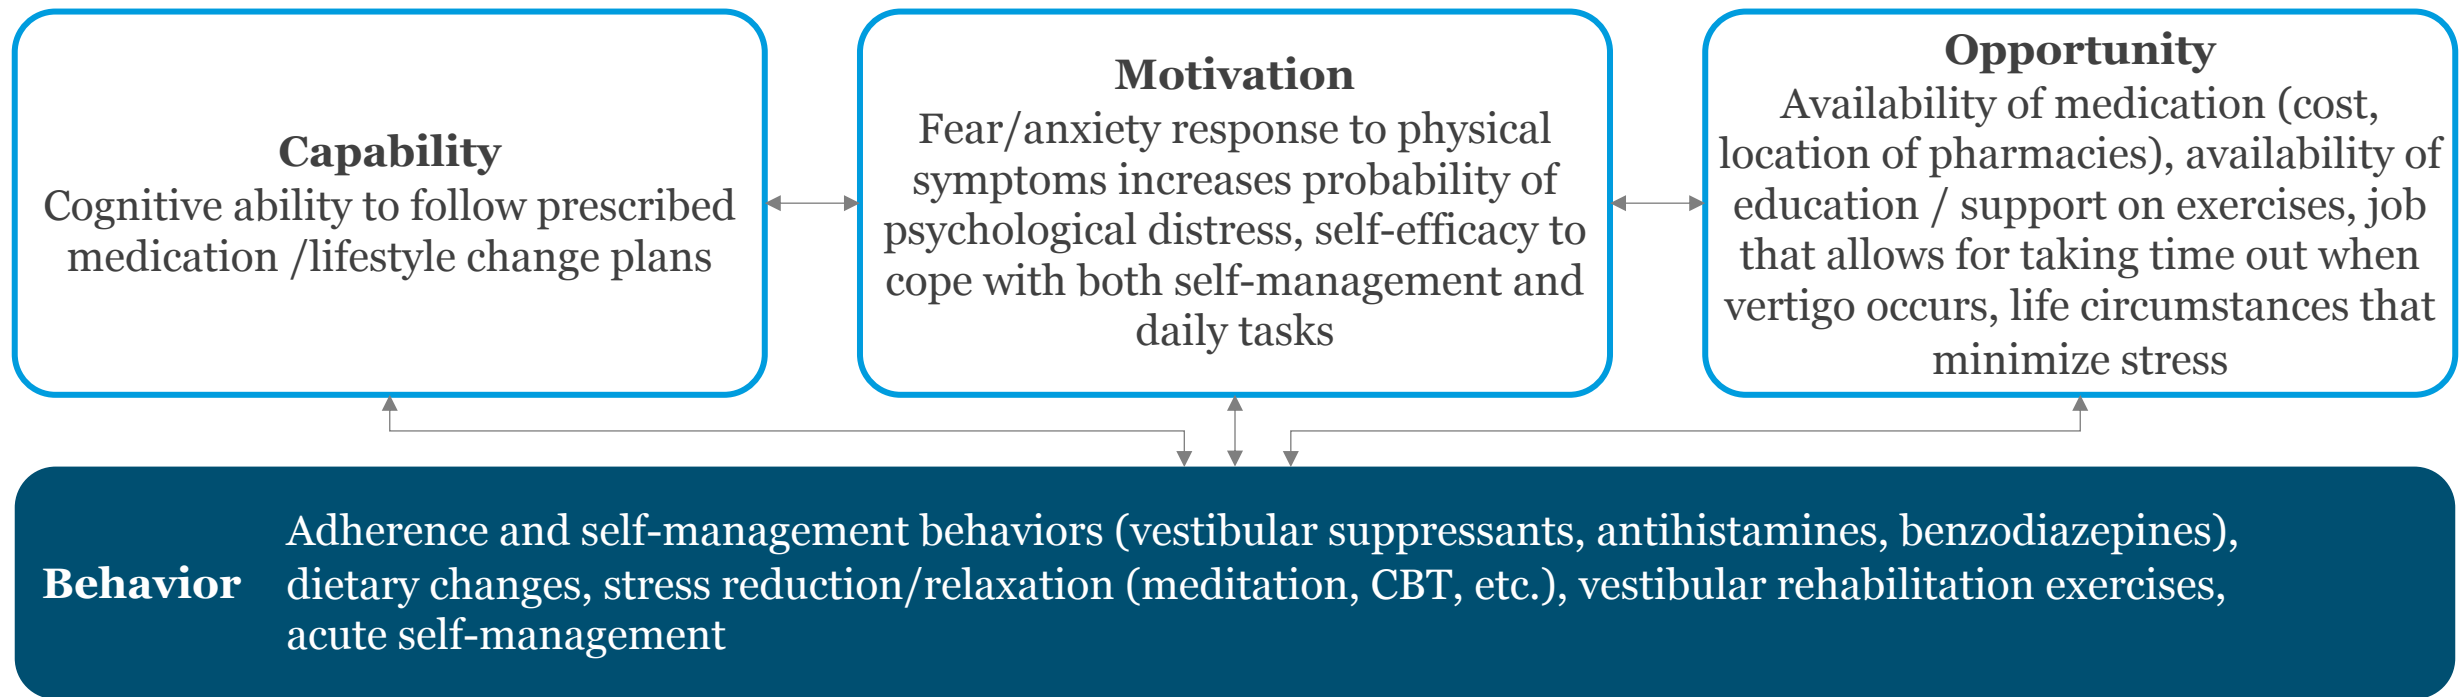 Capability
Cognitive ability to follow prescribed
medication /lifestyle change plans
Motivation
Fear/anxiety response to physical
symptoms increases probability of
psychological distress, self-efficacy to
cope with both self-management and
daily tasks
Opportunity
Availability of medication (cost,
location of pharmacies), availability of
education / support on exercises, job
that allows for taking time out when
vertigo occurs, life circumstances that
minimize stress
Behavior
Adherence and self-management behaviors (vestibular suppressants, antihistamines, benzodiazepines),
dietary changes, stress reduction/relaxation (meditation, CBT, etc.), vestibular rehabilitation exercises,
acute self-management